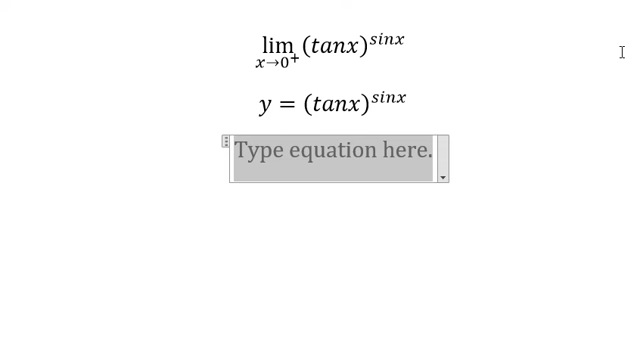 lim x→0⁺ (tanx)^sinx
y = (tanx)^sinx
Type equation here.